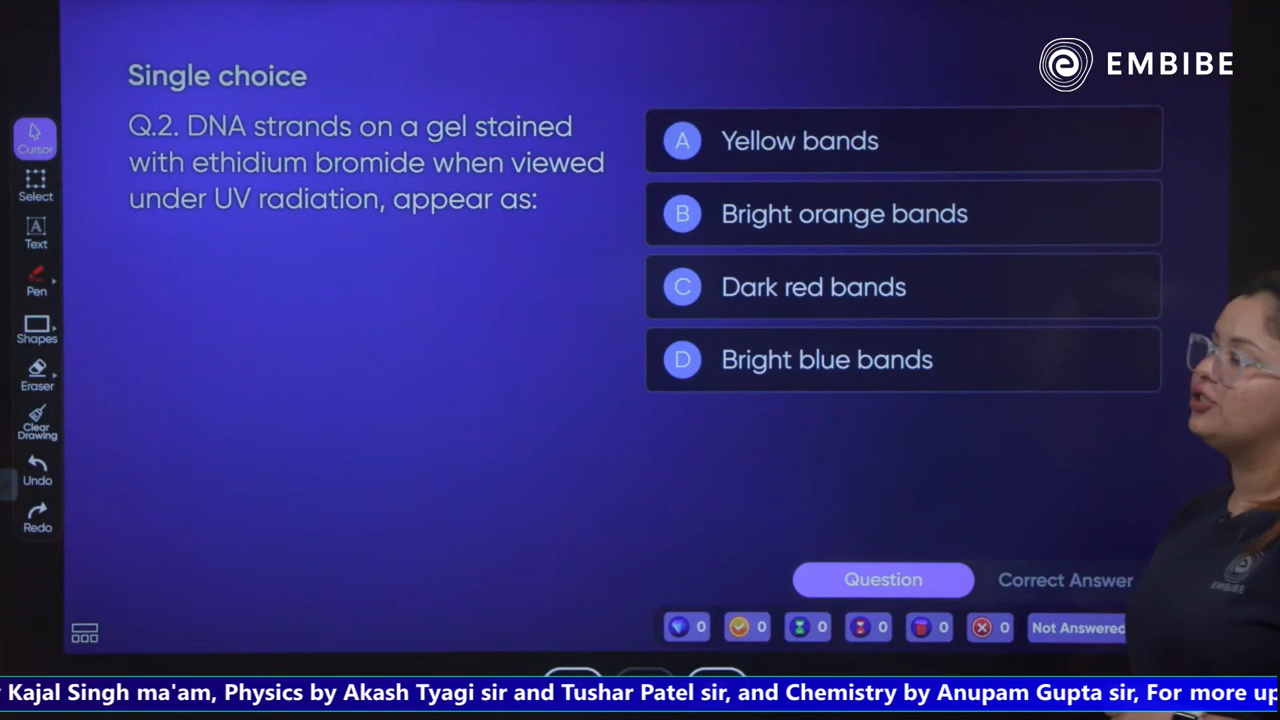 EMBIBE
Single choice
Q.2. DNA strands on a gel stained
with ethidium bromide when viewed
under UV radiation, appear as:
A Yellow bands
B Bright orange bands
C Dark red bands
D Bright blue bands
Cursor
Select
A
Text
Pen
Shapes
Eraser
Clear
Drawing
Undo
Redo
Question Correct Answer
0 0 0 0 0 0 Not Answered
EMBIBE
Kajal Singh ma'am, Physics by Akash Tyagi sir and Tushar Patel sir, and Chemistry by Anupam Gupta sir, For more up